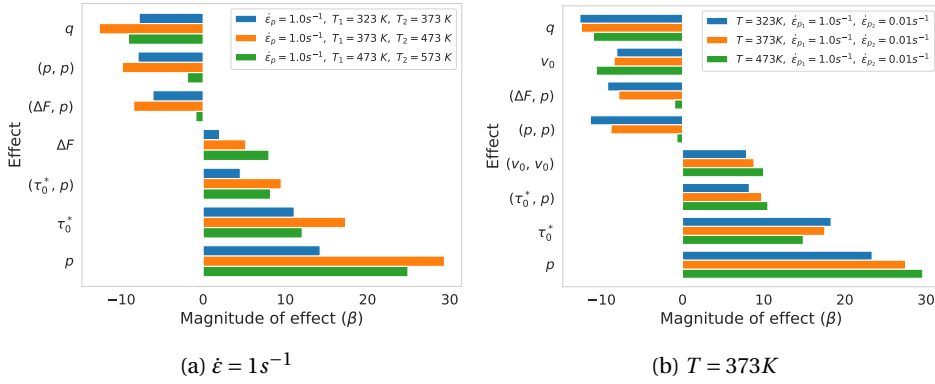 ε̇ₚ = 1.0s⁻¹, T₁ = 323 K, T₂ = 373 K
ε̇ₚ = 1.0s⁻¹, T₁ = 373 K, T₂ = 473 K
ε̇ₚ = 1.0s⁻¹, T₁ = 473 K, T₂ = 573 K
Effect
q
(p, p)
(ΔF, p)
ΔF
(τ₀*, p)
τ₀*
p
−10 0 10 20 30
Magnitude of effect (β)
(a) ε̇ = 1s⁻¹
T = 323K, ε̇ₚ₁ = 1.0s⁻¹, ε̇ₚ₂ = 0.01s⁻¹
T = 373K, ε̇ₚ₁ = 1.0s⁻¹, ε̇ₚ₂ = 0.01s⁻¹
T = 473K, ε̇ₚ₁ = 1.0s⁻¹, ε̇ₚ₂ = 0.01s⁻¹
Effect
q
v₀
(ΔF, p)
(p, p)
(v₀, v₀)
(τ₀*, p)
τ₀*
p
−10 0 10 20 30
Magnitude of effect (β)
(b) T = 373K